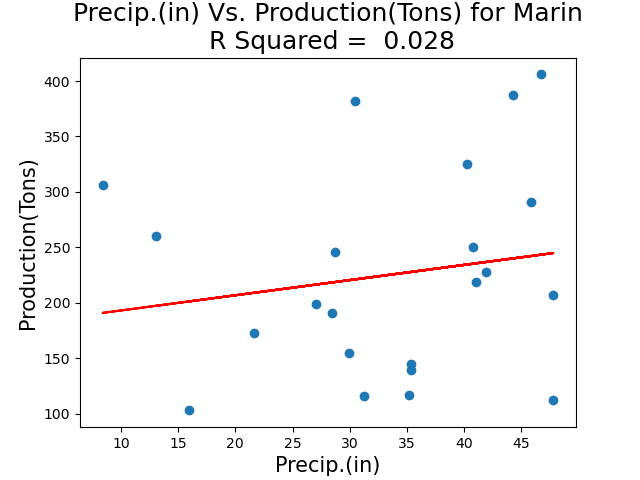 Precip.(in) Vs. Production(Tons) for Marin
R Squared =  0.028
Production(Tons)
400
350
300
250
200
150
100
10 15 20 25 30 35 40 45
Precip.(in)